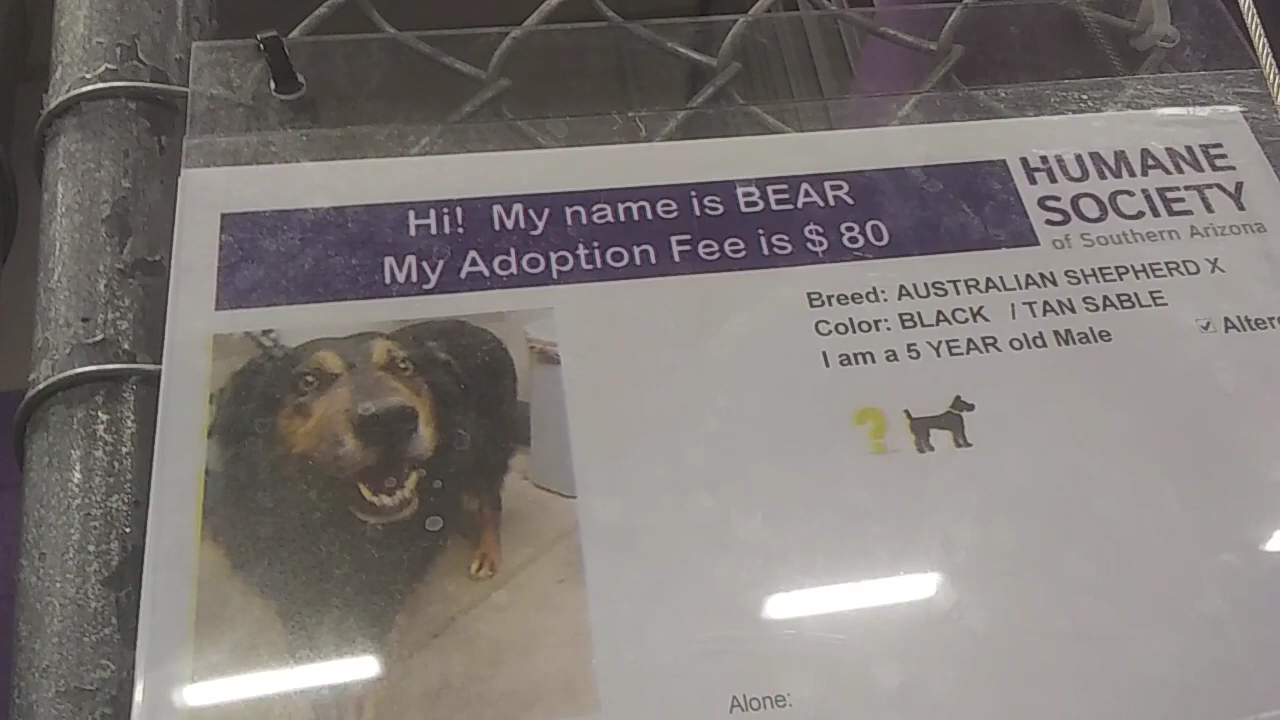 Hi! My name is BEAR
My Adoption Fee is $ 80
HUMANE
SOCIETY
of Southern Arizona
Breed: AUSTRALIAN SHEPHERD X
Color: BLACK / TAN SABLE
I am a 5 YEAR old Male
?
Alone: